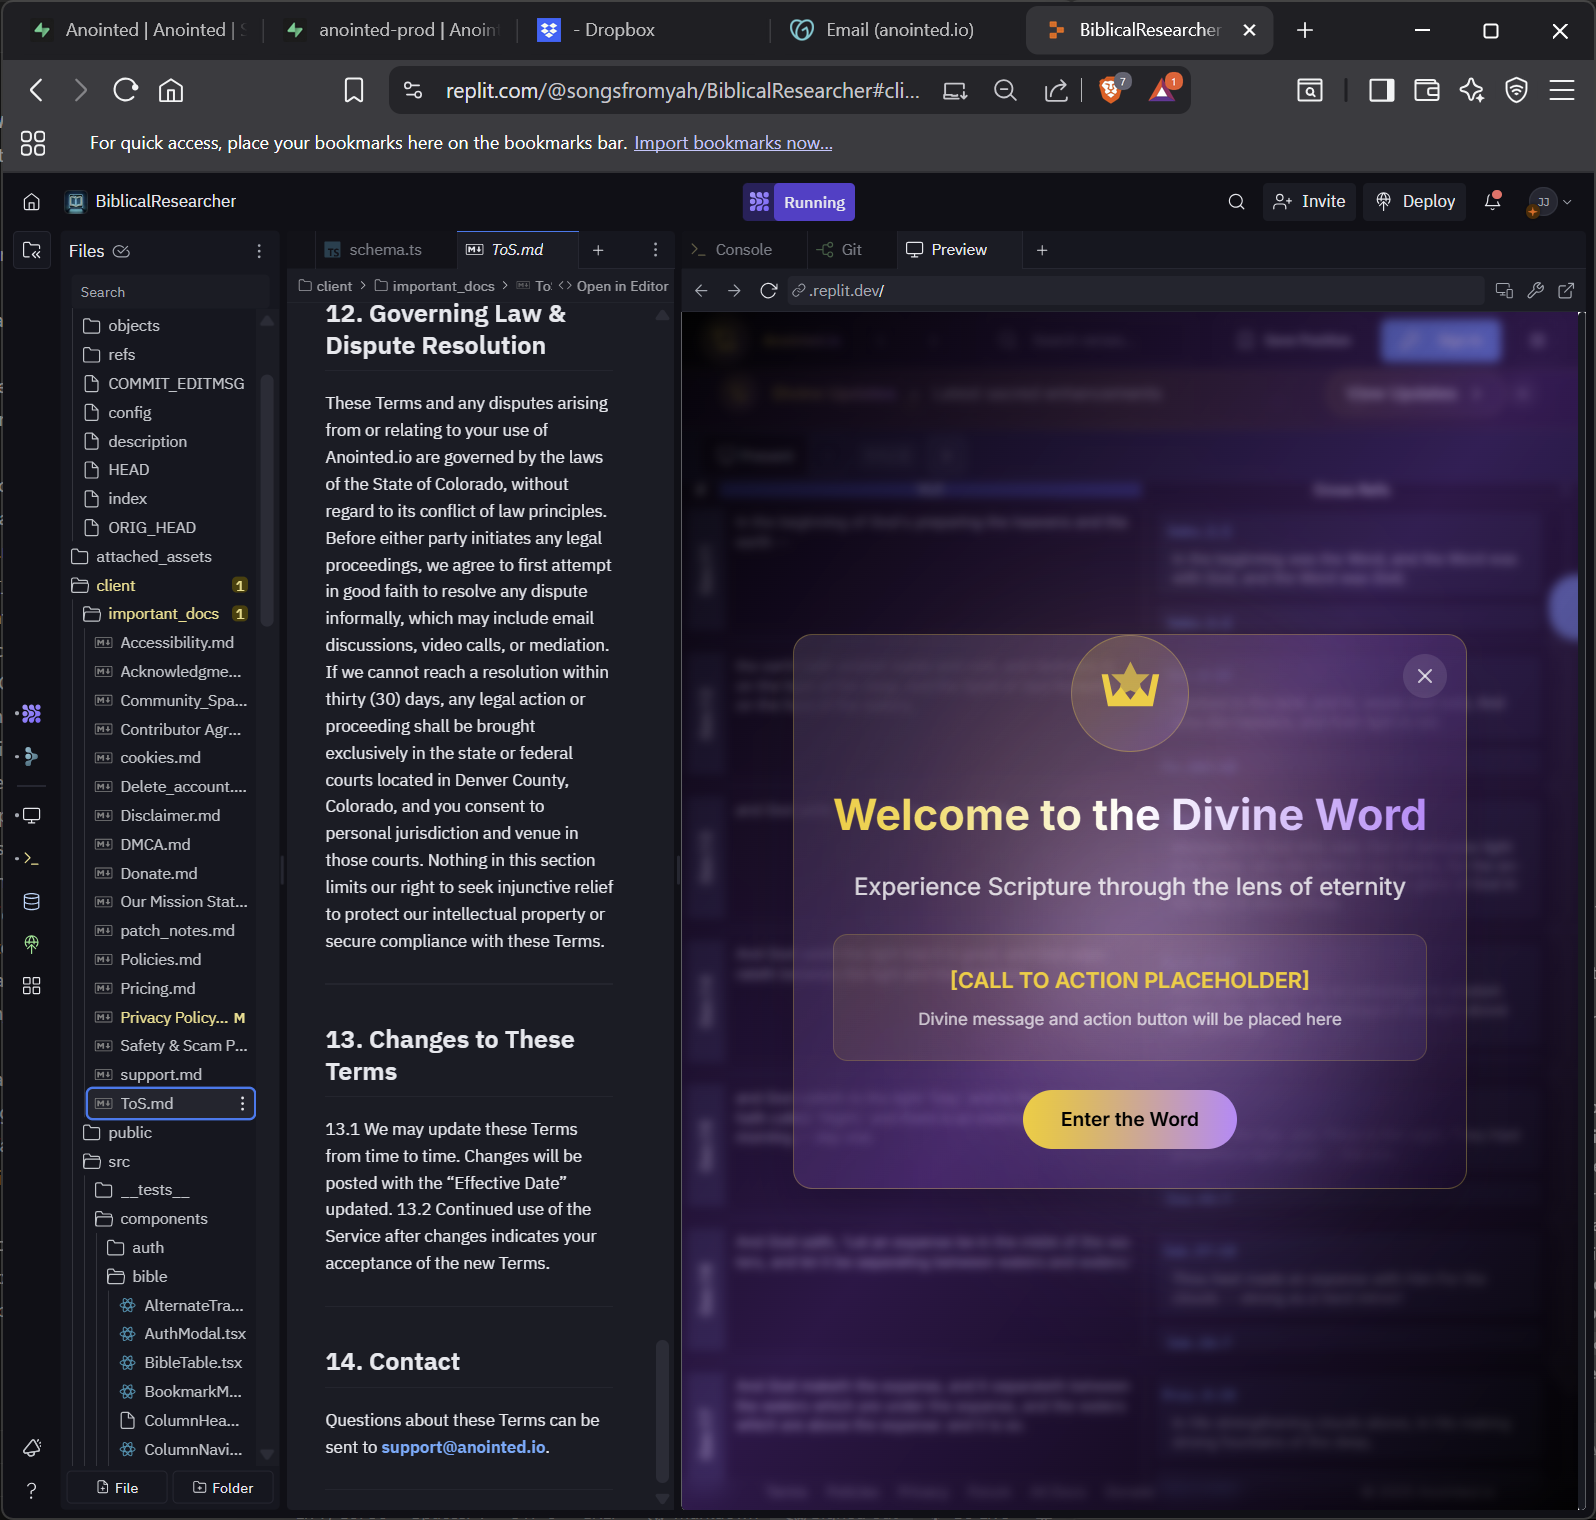 Anointed | Anointed |
anointed-prod | Anoin
- Dropbox
Email (anointed.io)
BiblicalResearcher
replit.com/@songsfromyah/BiblicalResearcher#cli...
7
1
For quick access, place your bookmarks here on the bookmarks bar. Import bookmarks now...
BiblicalResearcher
Running
Invite
Deploy
JJ
Files
Search
objects
refs
COMMIT_EDITMSG
config
description
HEAD
index
ORIG_HEAD
attached_assets
client 1
important_docs 1
Accessibility.md
Acknowledgme...
Community_Spa...
Contributor Agr...
cookies.md
Delete_account....
Disclaimer.md
DMCA.md
Donate.md
Our Mission Stat...
patch_notes.md
Policies.md
Pricing.md
Privacy Policy... M
Safety & Scam P...
support.md
ToS.md
public
src
__tests__
components
auth
bible
AlternateTra...
AuthModal.tsx
BibleTable.tsx
BookmarkM...
ColumnHea...
ColumnNavi...
File
Folder
TS schema.ts
ToS.md
client > important_docs > To <> Open in Editor
12. Governing Law &
Dispute Resolution
These Terms and any disputes arising
from or relating to your use of
Anointed.io are governed by the laws
of the State of Colorado, without
regard to its conflict of law principles.
Before either party initiates any legal
proceedings, we agree to first attempt
in good faith to resolve any dispute
informally, which may include email
discussions, video calls, or mediation.
If we cannot reach a resolution within
thirty (30) days, any legal action or
proceeding shall be brought
exclusively in the state or federal
courts located in Denver County,
Colorado, and you consent to
personal jurisdiction and venue in
those courts. Nothing in this section
limits our right to seek injunctive relief
to protect our intellectual property or
secure compliance with these Terms.
13. Changes to These
Terms
13.1 We may update these Terms
from time to time. Changes will be
posted with the “Effective Date”
updated. 13.2 Continued use of the
Service after changes indicates your
acceptance of the new Terms.
14. Contact
Questions about these Terms can be
sent to support@anointed.io.
Console
Git
Preview
.replit.dev/
Welcome to the Divine Word
Experience Scripture through the lens of eternity
[CALL TO ACTION PLACEHOLDER]
Divine message and action button will be placed here
Enter the Word